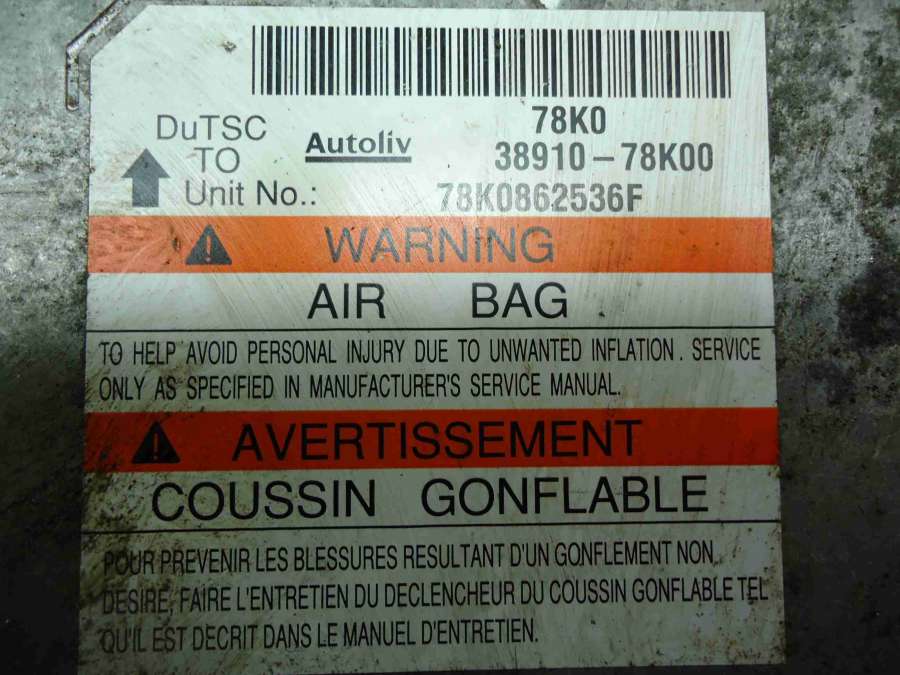 78K0
DuTSC
TO
Autoliv
38910-78K00
Unit No.:
78K0862536F
WARNING
AIR BAG
TO HELP AVOID PERSONAL INJURY DUE TO UNWANTED INFLATION. SERVICE
ONLY AS SPECIFIED IN MANUFACTURER'S SERVICE MANUAL.
AVERTISSEMENT
COUSSIN GONFLABLE
POUR PREVENIR LES BLESSURES RESULTANT D'UN GONFLEMENT NON,
DESIRE, FAIRE L'ENTRETIEN DU DECLENCHEUR DU COUSSIN GONFLABLE TEL
QU'IL EST DECRIT DANS LE MANUEL D'ENTRETIEN.